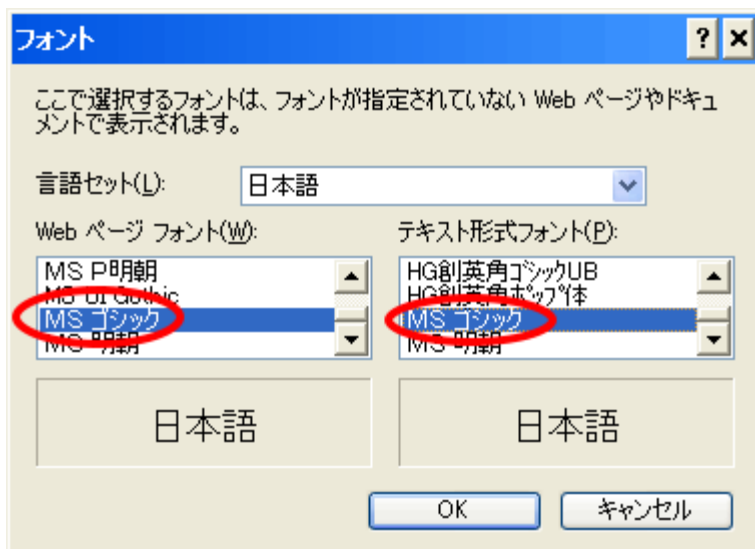 フォント
ここで選択するフォントは、フォントが指定されていない Web ページやドキュ
メントで表示されます。
言語セット(L):
日本語
Web ページ フォント(W):
テキスト形式フォント(P):
MS P明朝
MS UI Gothic
MS ゴシック
MS 明朝
HG創英角ゴシックUB
HG創英角ポップ体
MS ゴシック
MS 明朝
日本語
日本語
OK
キャンセル